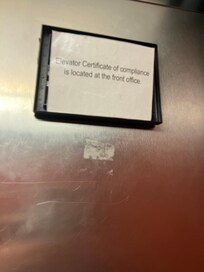 Elevator Certificate of compliance
is located at the front office